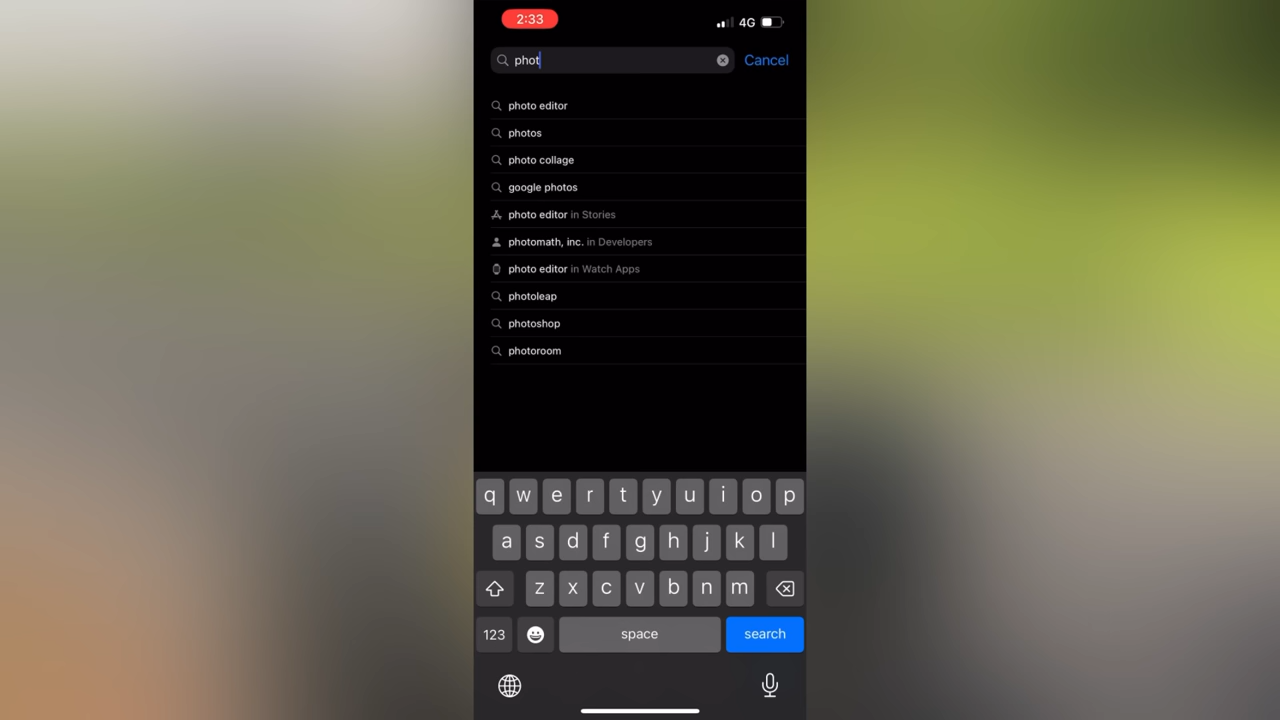 2:33 4G
phot Cancel
photo editor
photos
photo collage
google photos
photo editor in Stories
photomath, inc. in Developers
photo editor in Watch Apps
photoleap
photoshop
photoroom
q w e r t y u i o p
a s d f g h j k l
z x c v b n m
123 space search